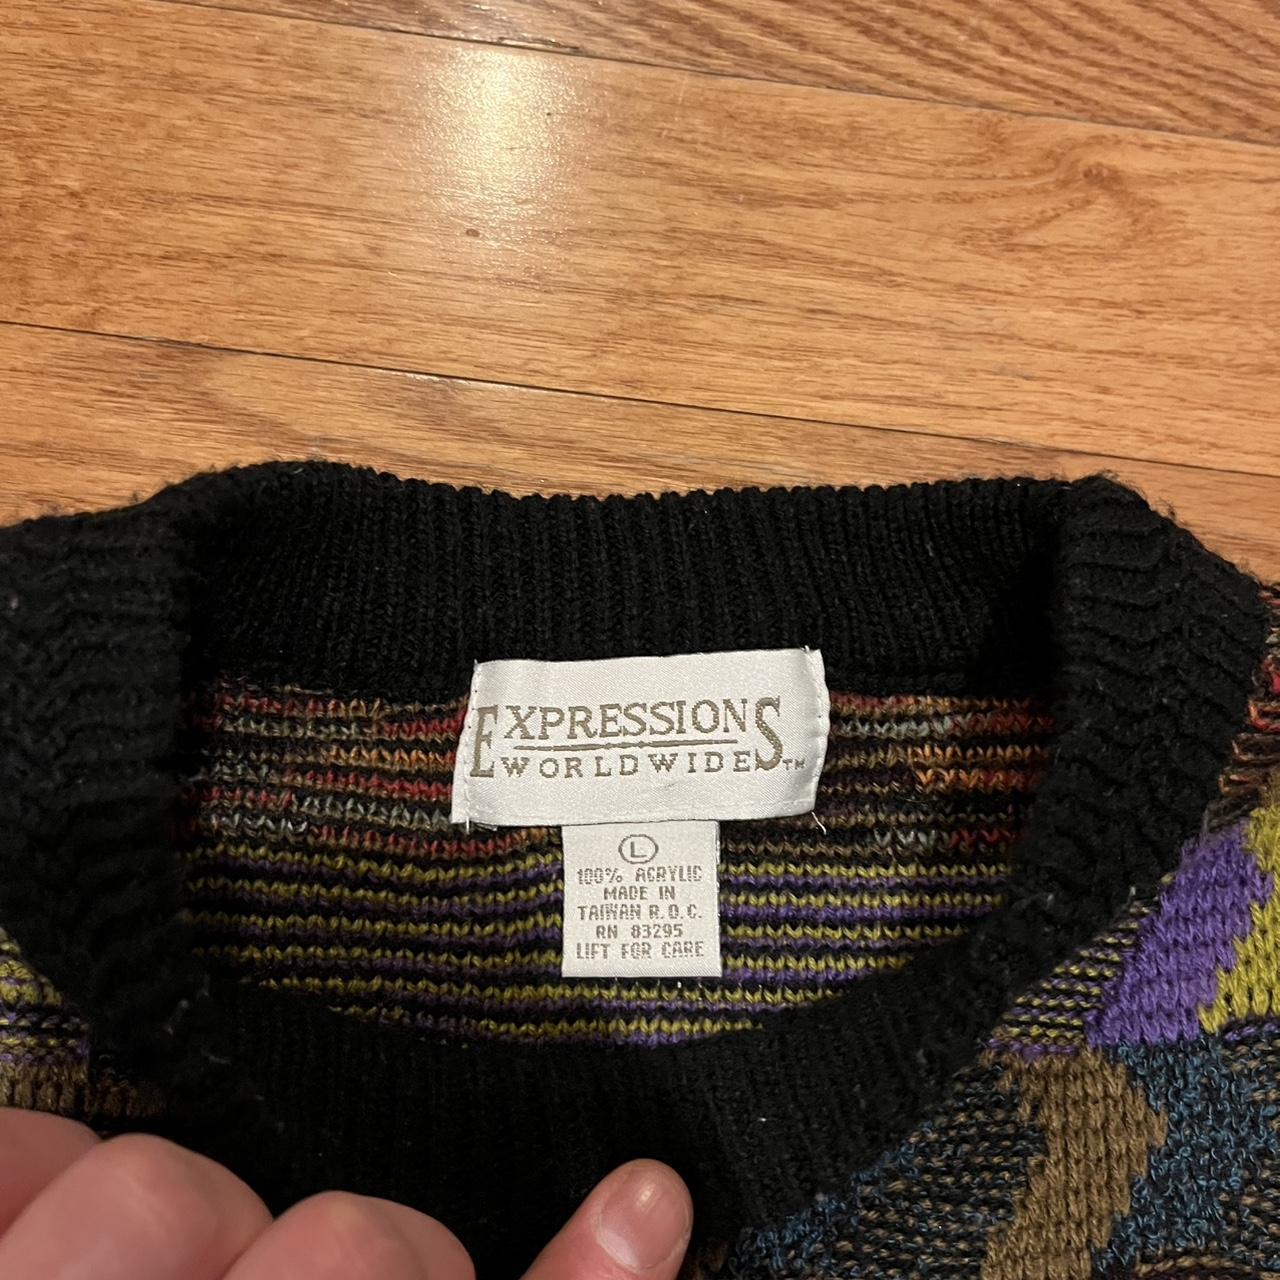 EXPRESSIONS
WORLDWIDE™
L
100% ACRYLIC
MADE IN
TAIWAN R.O.C.
RN 83295
LIFT FOR CARE